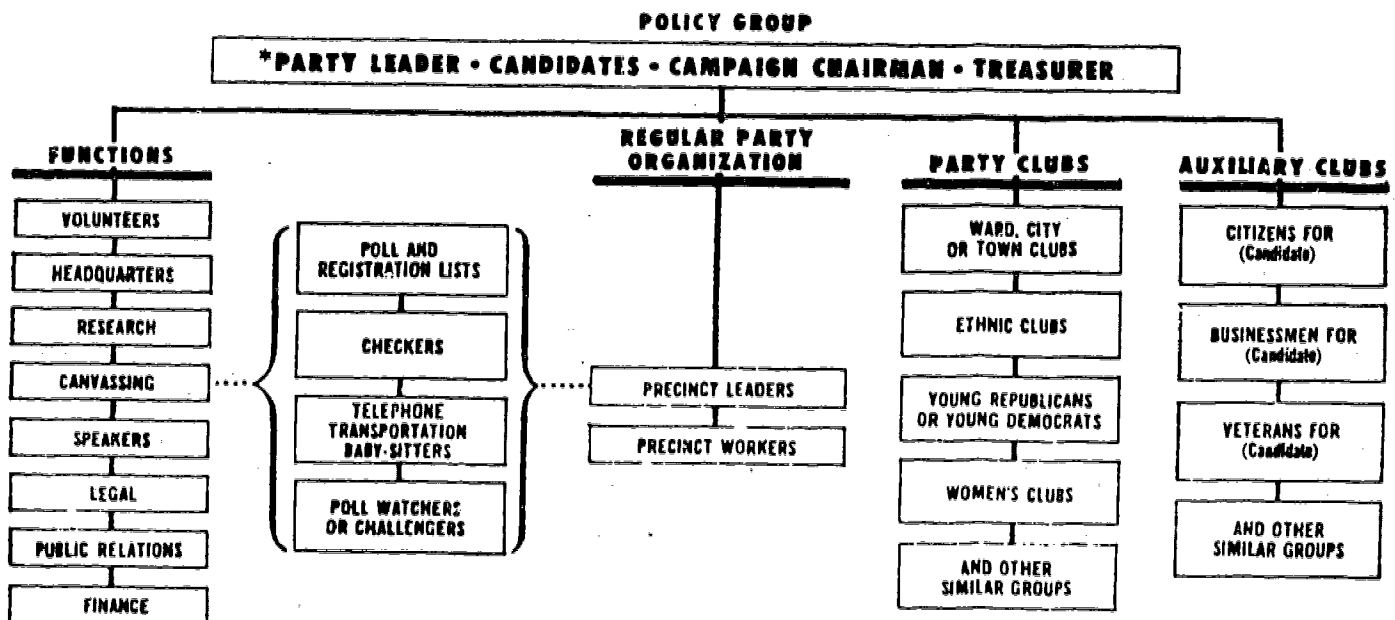 POLICY GROUP
*PARTY LEADER • CANDIDATES • CAMPAIGN CHAIRMAN • TREASURER
FUNCTIONS
VOLUNTEERS
HEADQUARTERS
RESEARCH
CANVASSING
SPEAKERS
LEGAL
PUBLIC RELATIONS
FINANCE
POLL AND
REGISTRATION LISTS
CHECKERS
TELEPHONE
TRANSPORTATION
BABY-SITTERS
POLL WATCHERS
OR CHALLENGERS
REGULAR PARTY
ORGANIZATION
PRECINCT LEADERS
PRECINCT WORKERS
PARTY CLUBS
WARD, CITY
OR TOWN CLUBS
ETHNIC CLUBS
YOUNG REPUBLICANS
OR YOUNG DEMOCRATS
WOMEN'S CLUBS
AND OTHER
SIMILAR GROUPS
AUXILIARY CLUBS
CITIZENS FOR
(Candidate)
BUSINESSMEN FOR
(Candidate)
VETERANS FOR
(Candidate)
AND OTHER
SIMILAR GROUPS